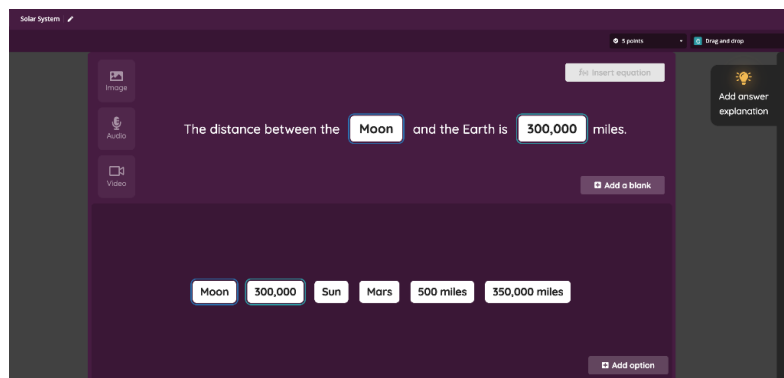 Solar System
5 points
Drag and drop
Image
fx Insert equation
Add answer
explanation
Audio
The distance between the Moon and the Earth is 300,000 miles.
Video
Add a blank
Moon 300,000 Sun Mars 500 miles 350,000 miles
Add option